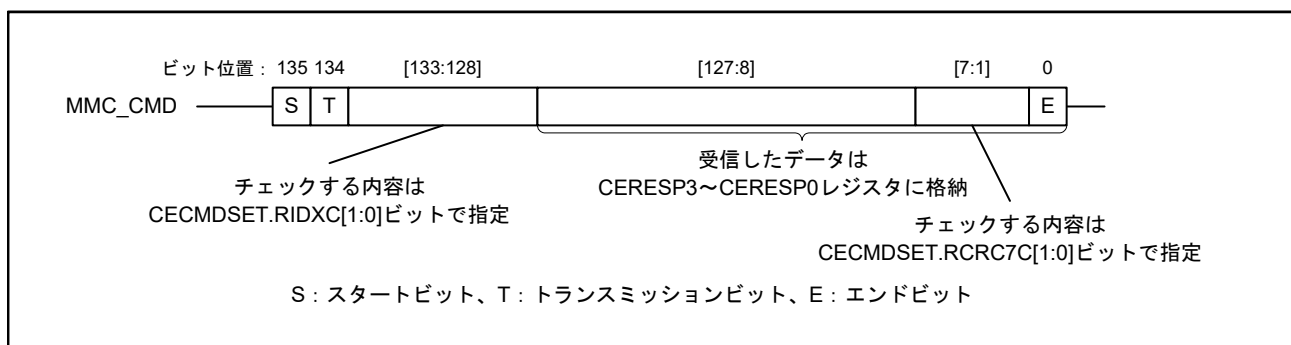 ビット位置： 135 134 [133:128] [127:8] [7:1] 0
MMC_CMD S T E
受信したデータは
CERESP3～CERESP0レジスタに格納
チェックする内容は
CECMDSET.RIDXC[1:0]ビットで指定
チェックする内容は
CECMDSET.RCRC7C[1:0]ビットで指定
S：スタートビット、T：トランスミッションビット、E：エンドビット